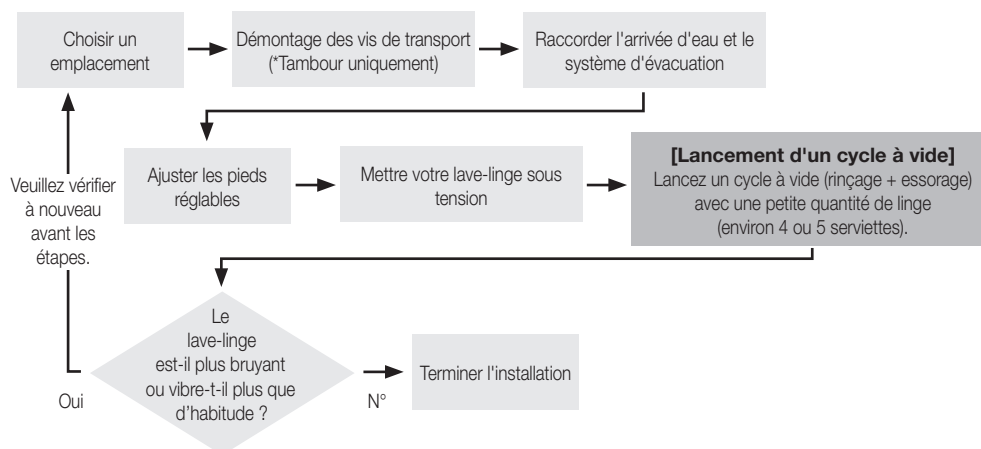 Choisir un
emplacement
Démontage des vis de transport
(*Tambour uniquement)
Raccorder l'arrivée d'eau et le
système d'évacuation
Ajuster les pieds
réglables
Mettre votre lave-linge sous
tension
[Lancement d'un cycle à vide]
Lancez un cycle à vide (rinçage + essorage)
avec une petite quantité de linge
(environ 4 ou 5 serviettes).
Veuillez vérifier
à nouveau
avant les
étapes.
Le
lave-linge
est-il plus bruyant
ou vibre-t-il plus que
d’habitude ?
Oui
N°
Terminer l'installation